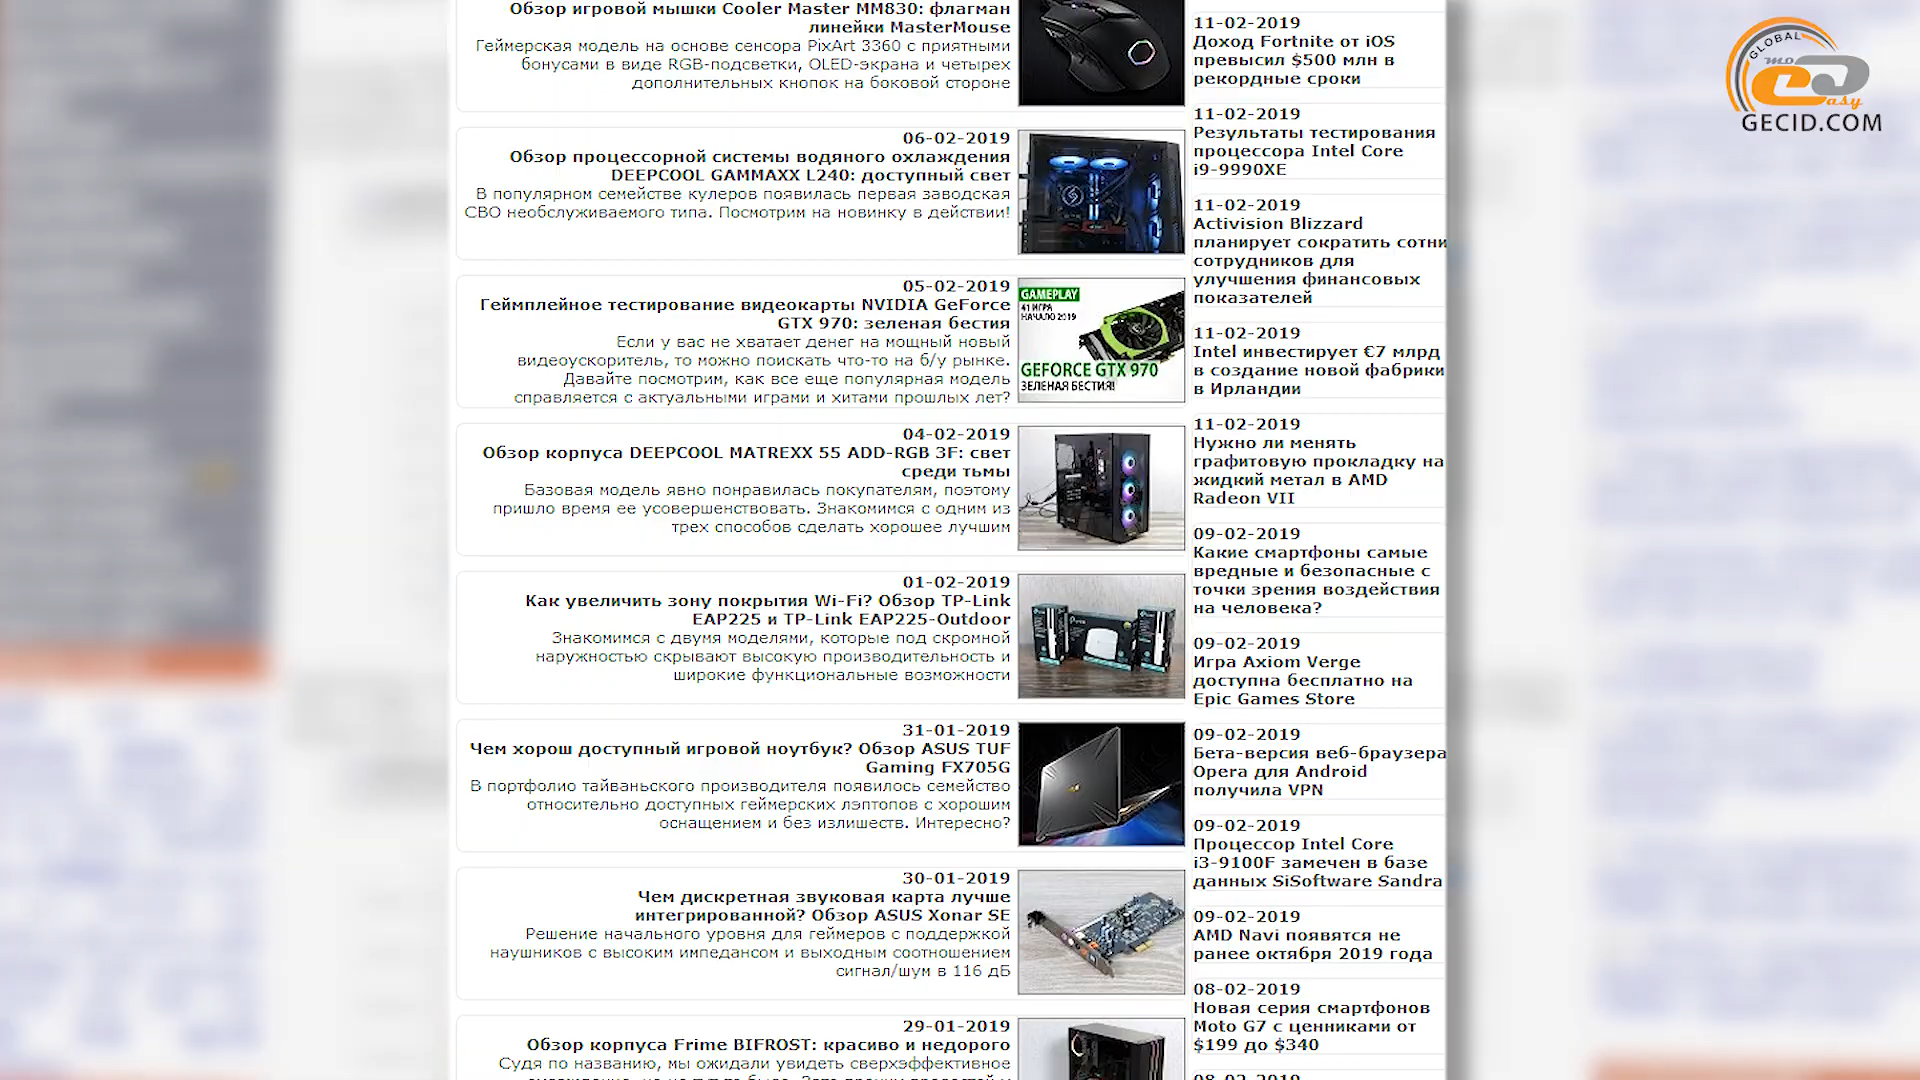 Обзор игровой мышки Cooler Master MM830: флагман
линейки MasterMouse
Геймерская модель на основе сенсора PixArt 3360 с приятными
бонусами в виде RGB-подсветки, OLED-экрана и четырех
дополнительных кнопок на боковой стороне
06-02-2019
Обзор процессорной системы водяного охлаждения
DEEPCOOL GAMMAXX L240: доступный свет
В популярном семействе кулеров появилась первая заводская
СВО необслуживаемого типа. Посмотрим на новинку в действии!
05-02-2019
Геймплейное тестирование видеокарты NVIDIA GeForce
GTX 970: зеленая бестия
Если у вас не хватает денег на мощный новый
видеоускоритель, то можно поискать что-то на б/у рынке.
Давайте посмотрим, как все еще популярная модель
справляется с актуальными играми и хитами прошлых лет?
GAMEPLAY
41 ИГРА
НАЧАЛО 2019
GEFORCE GTX 970
ЗЕЛЕНАЯ БЕСТИЯ!
04-02-2019
Обзор корпуса DEEPCOOL MATREXX 55 ADD-RGB 3F: свет
среди тьмы
Базовая модель явно понравилась покупателям, поэтому
пришло время ее усовершенствовать. Знакомимся с одним из
трех способов сделать хорошее лучшим
01-02-2019
Как увеличить зону покрытия Wi-Fi? Обзор TP-Link
EAP225 и TP-Link EAP225-Outdoor
Знакомимся с двумя моделями, которые под скромной
наружностью скрывают высокую производительность и
широкие функциональные возможности
31-01-2019
Чем хорош доступный игровой ноутбук? Обзор ASUS TUF
Gaming FX705G
В портфолио тайваньского производителя появилось семейство
относительно доступных геймерских лэптопов с хорошим
оснащением и без излишеств. Интересно?
30-01-2019
Чем дискретная звуковая карта лучше
интегрированной? Обзор ASUS Xonar SE
Решение начального уровня для геймеров с поддержкой
наушников с высоким импедансом и выходным соотношением
сигнал/шум в 116 дБ
29-01-2019
Обзор корпуса Frime BIFROST: красиво и недорого
Судя по названию, мы ожидали увидеть сверхэффективное
11-02-2019
Доход Fortnite от iOS
превысил $500 млн в
рекордные сроки
11-02-2019
Результаты тестирования
процессора Intel Core
i9-9990XE
11-02-2019
Activision Blizzard
планирует сократить сотни
сотрудников для
улучшения финансовых
показателей
11-02-2019
Intel инвестирует €7 млрд
в создание новой фабрики
в Ирландии
11-02-2019
Нужно ли менять
графитовую прокладку на
жидкий метал в AMD
Radeon VII
09-02-2019
Какие смартфоны самые
вредные и безопасные с
точки зрения воздействия
на человека?
09-02-2019
Игра Axiom Verge
доступна бесплатно на
Epic Games Store
09-02-2019
Бета-версия веб-браузера
Opera для Android
получила VPN
09-02-2019
Процессор Intel Core
i3-9100F замечен в базе
данных SiSoftware Sandra
09-02-2019
AMD Navi появятся не
ранее октября 2019 года
08-02-2019
Новая серия смартфонов
Moto G7 с ценниками от
$199 до $340
08-02-2019
GLOBAL
easy
GECID.COM